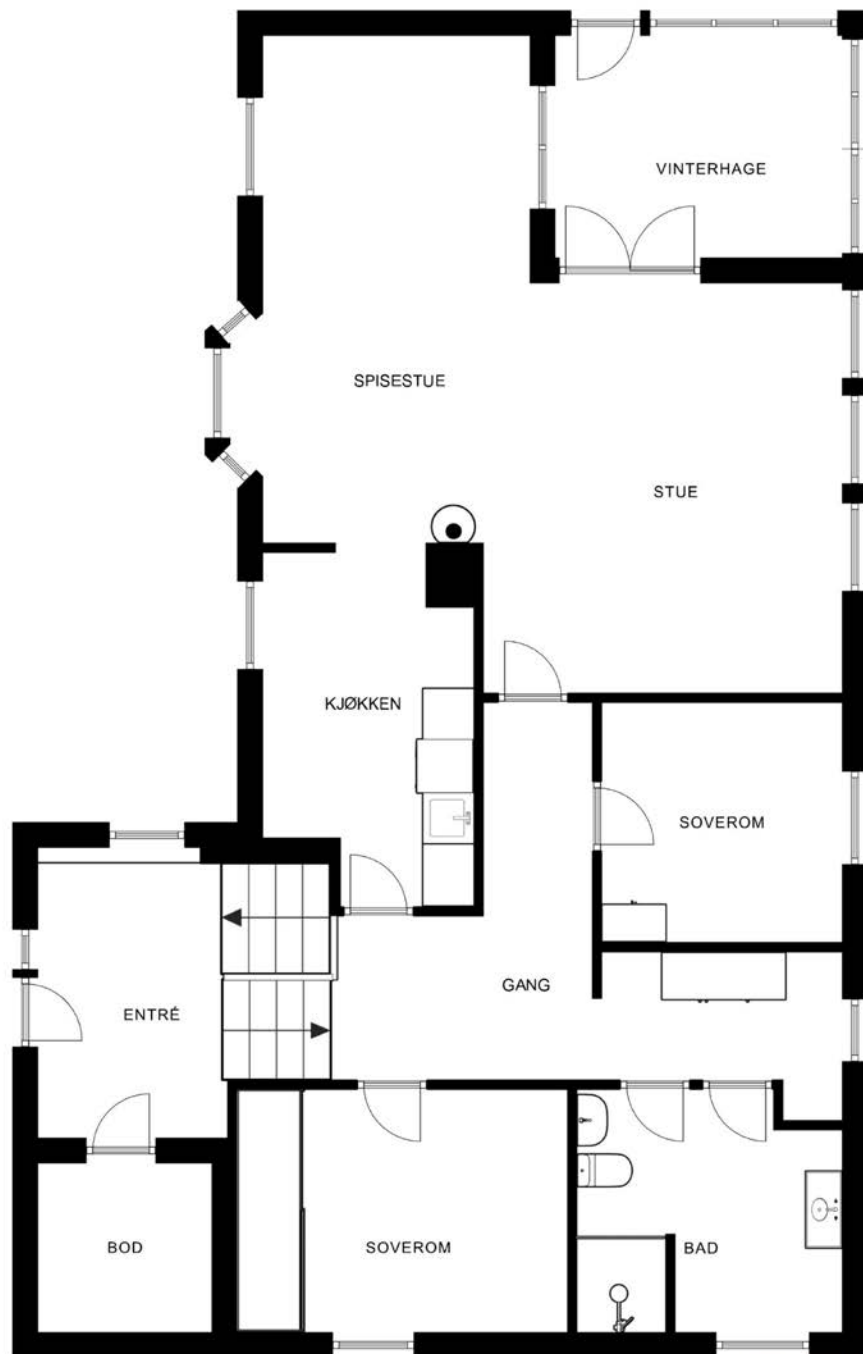 VINTERHAGE
SPISESTUE
STUE
KJØKKEN
SOVEROM
GANG
ENTRÉ
BOD
SOVEROM
BAD